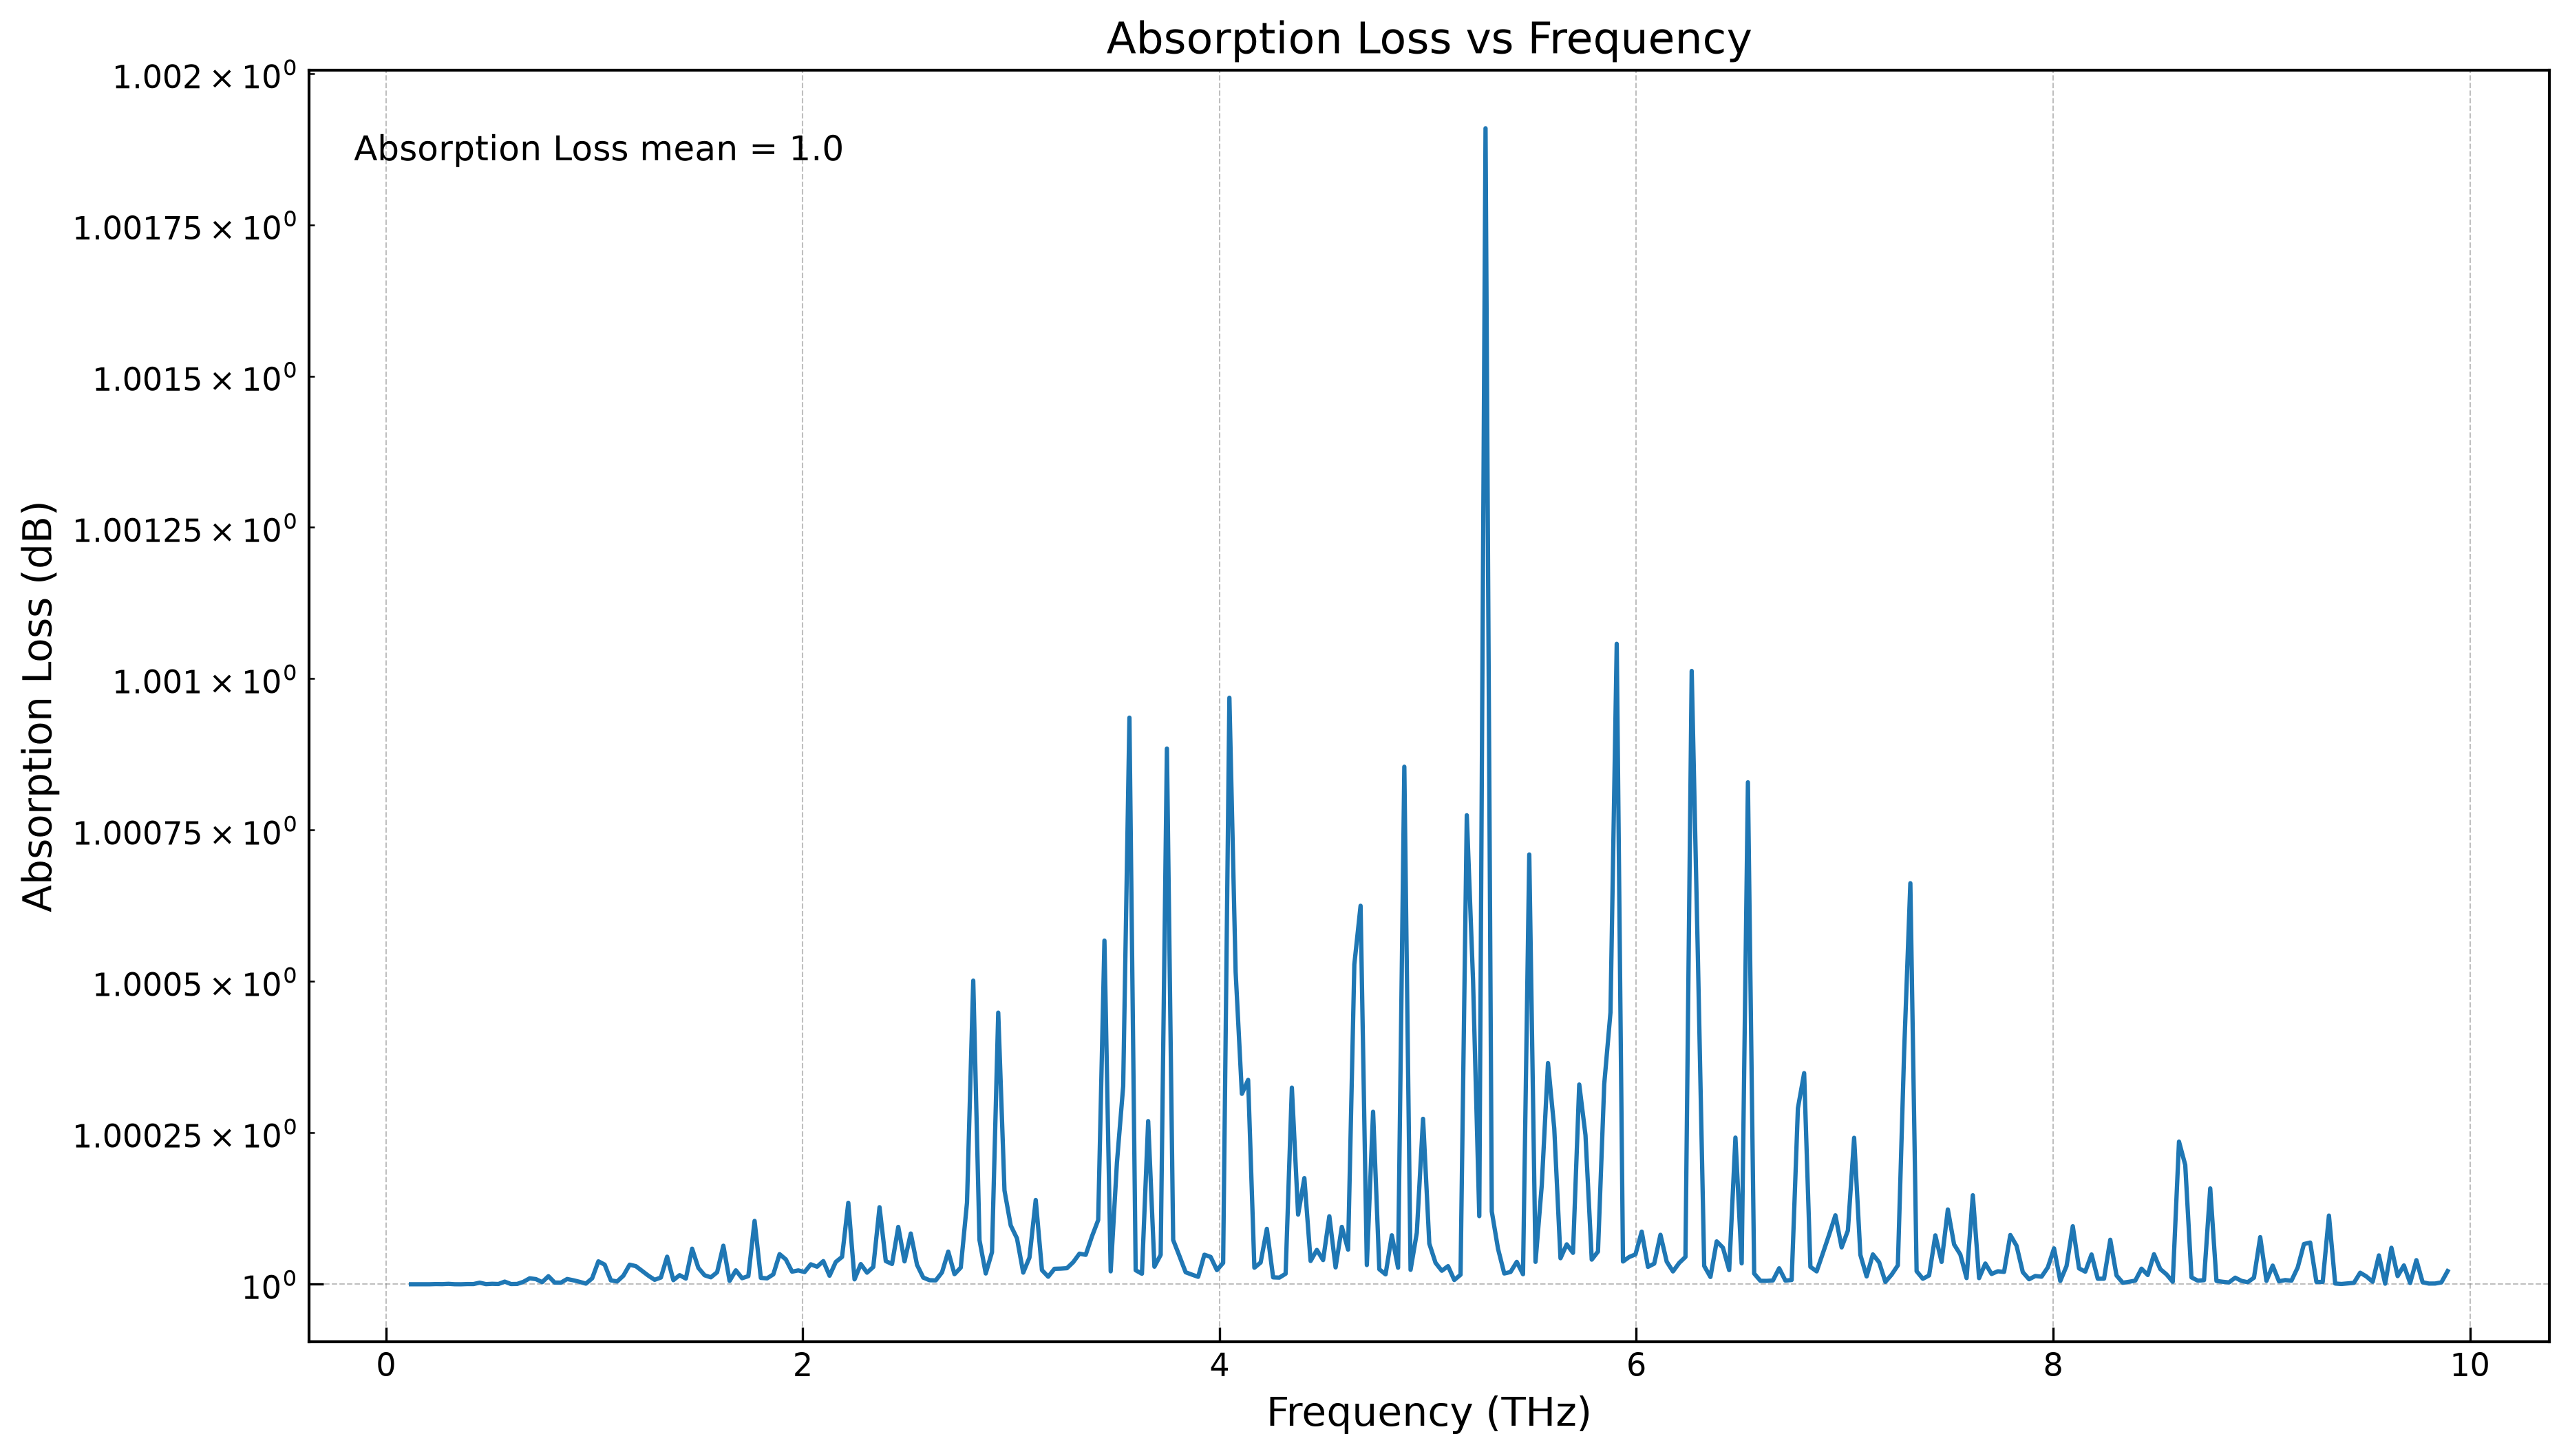 Absorption Loss vs Frequency
1.002 × 10⁰
Absorption Loss mean = 1.0
1.00175 × 10⁰
1.0015 × 10⁰
1.00125 × 10⁰
1.001 × 10⁰
1.00075 × 10⁰
1.0005 × 10⁰
1.00025 × 10⁰
10⁰
Absorption Loss (dB)
0 2 4 6 8 10
Frequency (THz)